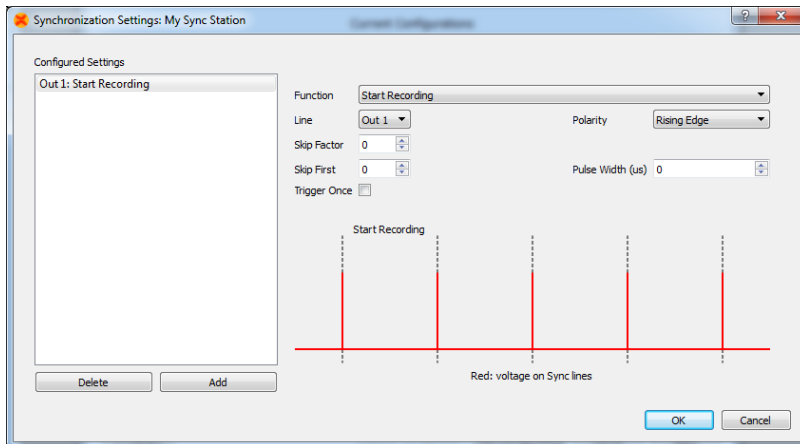 Synchronization Settings: My Sync Station
Current Configurations
Configured Settings
Out 1: Start Recording
Function Start Recording
Line Out 1 Polarity Rising Edge
Skip Factor 0
Skip First 0 Pulse Width (us) 0
Trigger Once
Start Recording
Red: voltage on Sync lines
Delete Add
OK Cancel